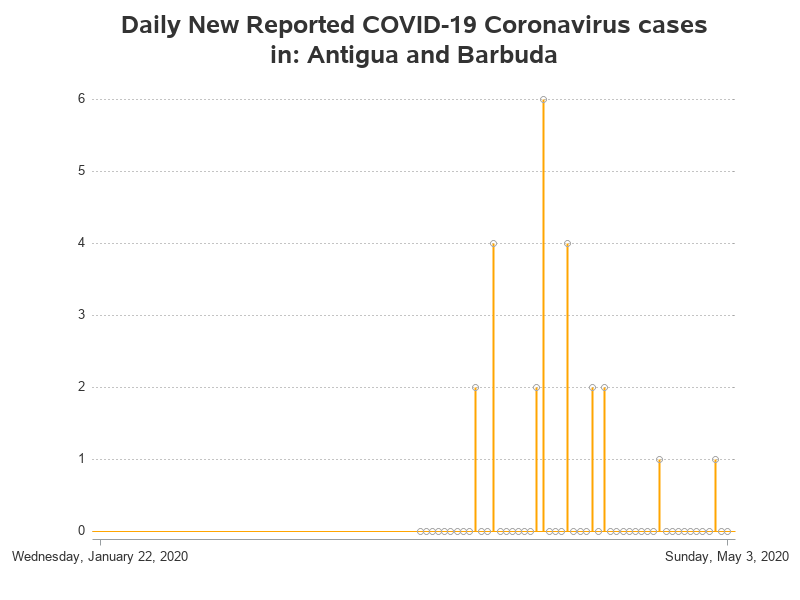 Daily New Reported COVID-19 Coronavirus cases
in: Antigua and Barbuda
6
5
4
3
2
1
0
Wednesday, January 22, 2020
Sunday, May 3, 2020